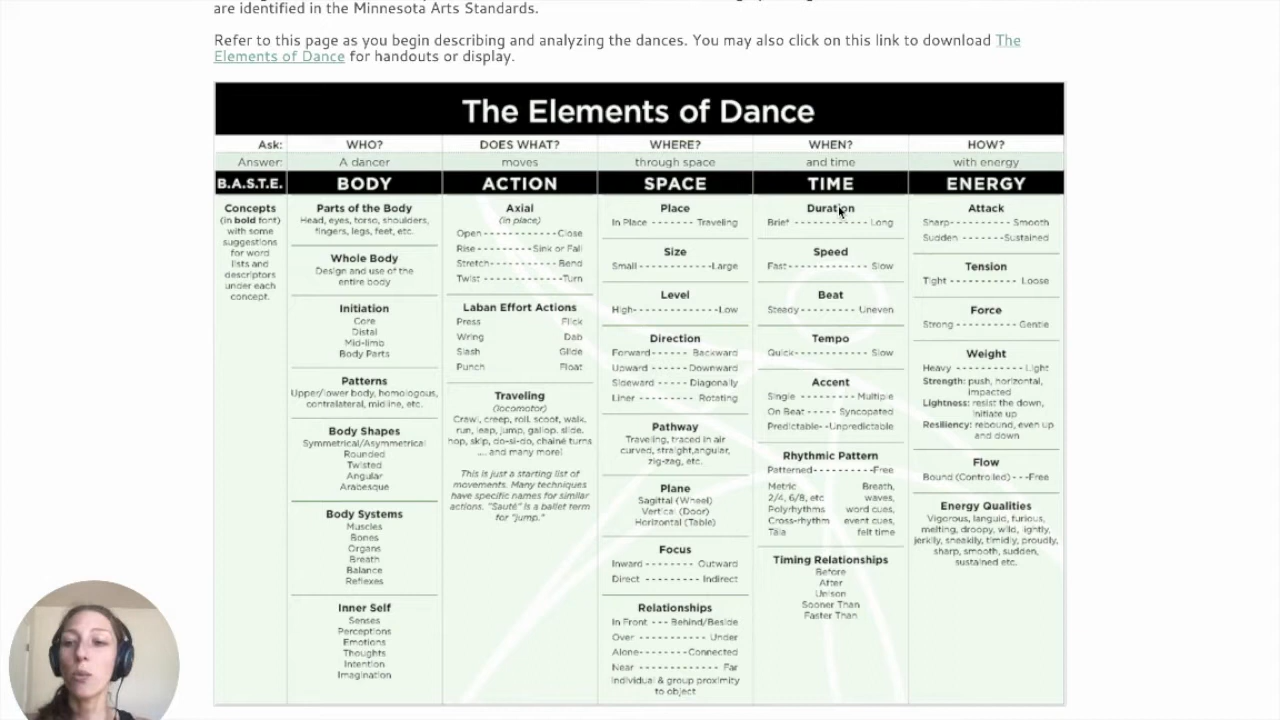 are identified in the Minnesota Arts Standards.
Refer to this page as you begin describing and analyzing the dances. You may also click on this link to download The
Elements of Dance for handouts or display.
The Elements of Dance
Ask: WHO? DOES WHAT? WHERE? WHEN? HOW?
Answer: A dancer moves through space and time with energy
B.A.S.T.E. BODY ACTION SPACE TIME ENERGY
Concepts
(in bold font)
with some
suggestions
for word
lists and
descriptors
under each
concept.
Parts of the Body
Head, eyes, torso, shoulders,
fingers, legs, feet, etc.
Whole Body
Design and use of the
entire body
Initiation
Core
Distal
Mid-limb
Body Parts
Patterns
Upper/lower body, homologous,
contralateral, midline, etc.
Body Shapes
Symmetrical/Asymmetrical
Rounded
Twisted
Angular
Arabesque
Body Systems
Muscles
Bones
Organs
Breath
Balance
Reflexes
Inner Self
Senses
Perceptions
Emotions
Thoughts
Intention
Imagination
Axial
(in place)
Open - - - - - - - - - - - Close
Rise - - - - - - - - Sink or Fall
Stretch - - - - - - - - - Bend
Twist - - - - - - - - - - - Turn
Laban Effort Actions
Press Flick
Wring Dab
Slash Glide
Punch Float
Traveling
(locomotor)
Crawl, creep, roll, scoot, walk,
run, leap, jump, gallop, slide,
hop, skip, do-si-do, chainé turns
.... and many more!
This is just a starting list of
movements. Many techniques
have specific names for similar
actions. "Sauté" is a ballet term
for "jump."
Place
In Place - - - - - - Traveling
Size
Small - - - - - - - - - - Large
Level
High - - - - - - - - - - - Low
Direction
Forward - - - - - - Backward
Upward - - - - - - Downward
Sideward - - - - - Diagonally
Liner - - - - - - - - Rotating
Pathway
Traveling, traced in air
curved, straight,angular,
zig-zag, etc.
Plane
Sagittal (Wheel)
Vertical (Door)
Horizontal (Table)
Focus
Inward - - - - - - - Outward
Direct - - - - - - - - Indirect
Relationships
In Front - - - Behind/Beside
Over - - - - - - - - - - Under
Alone - - - - - - - Connected
Near - - - - - - - - - - - - Far
Individual & group proximity
to object
Duration
Brief - - - - - - - - - - - Long
Speed
Fast - - - - - - - - - - - Slow
Beat
Steady - - - - - - - - Uneven
Tempo
Quick - - - - - - - - - - Slow
Accent
Single - - - - - - - - Multiple
On Beat - - - - - Syncopated
Predictable- -Unpredictable
Rhythmic Pattern
Patterned - - - - - - - - - Free
Metric Breath,
2/4, 6/8, etc waves,
Polyrhythms word cues,
Cross-rhythm event cues,
Tala felt time
Timing Relationships
Before
After
Unison
Sooner Than
Faster Than
Attack
Sharp - - - - - - - - - Smooth
Sudden - - - - - - -Sustained
Tension
Tight - - - - - - - - - - Loose
Force
Strong - - - - - - - - - Gentle
Weight
Heavy - - - - - - - - - - Light
Strength: push, horizontal,
impacted
Lightness: resist the down,
initiate up
Resiliency: rebound, even up
and down
Flow
Bound (Controlled) - - -Free
Energy Qualities
Vigorous, languid, furious,
melting, droopy, wild, lightly,
jerkily, sneakily, timidly, proudly,
sharp, smooth, sudden,
sustained etc.